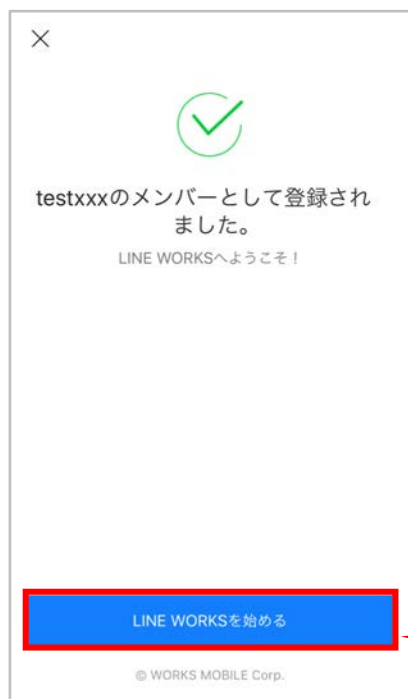 testxxxのメンバーとして登録され
ました。
LINE WORKSへようこそ！
LINE WORKSを始める
© WORKS MOBILE Corp.